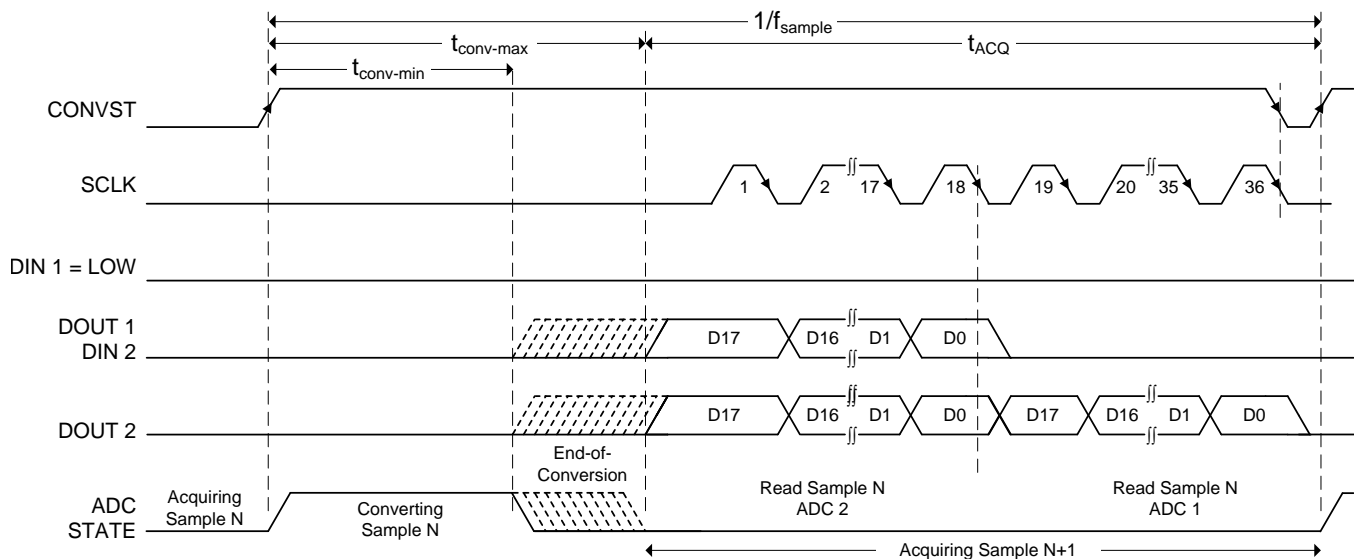 1/fsample
tconv-max
tACQ
tconv-min
CONVST
SCLK
1 2 17 18 19 20 35 36
DIN 1 = LOW
DOUT 1
DIN 2
D17 D16 D1 D0
DOUT 2
D17 D16 D1 D0 D17 D16 D1 D0
End-of-
Conversion
ADC
STATE
Acquiring
Sample N
Converting
Sample N
Read Sample N
ADC 2
Read Sample N
ADC 1
Acquiring Sample N+1